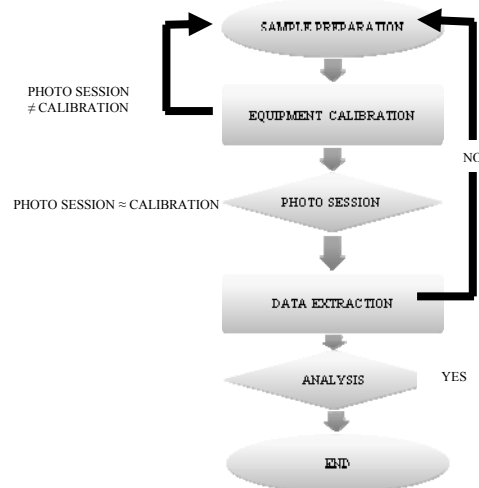 SAMPLE PREPARATION
PHOTO SESSION
≠ CALIBRATION
EQUIPMENT CALIBRATION
NO
PHOTO SESSION ≈ CALIBRATION
PHOTO SESSION
DATA EXTRACTION
ANALYSIS
YES
END